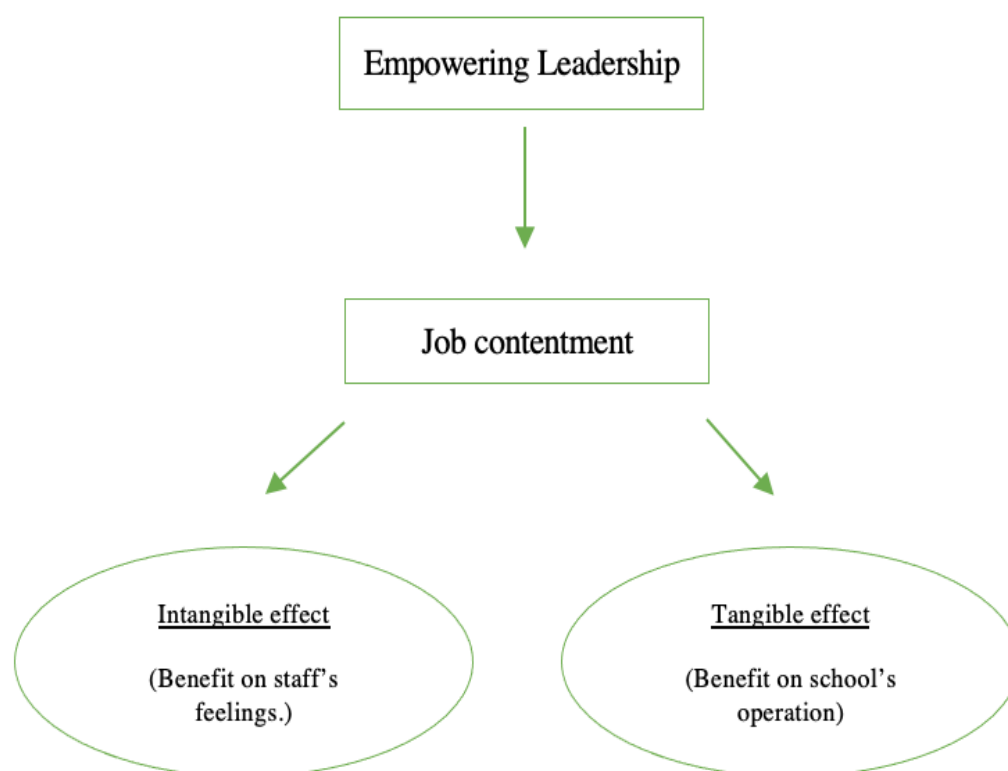 Empowering Leadership
Job contentment
Intangible effect
(Benefit on staff’s
feelings.)
Tangible effect
(Benefit on school’s
operation)